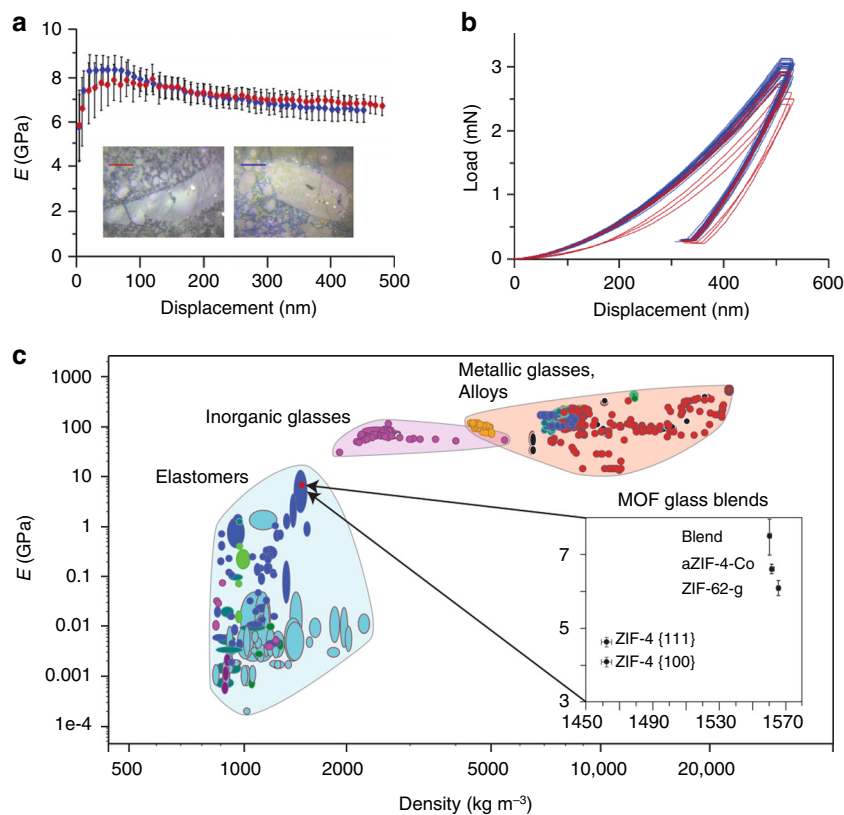 a
10
8
6
4
2
0
E (GPa)
0 100 200 300 400 500
Displacement (nm)
b
3
2
1
0
Load (mN)
0 200 400 600
Displacement (nm)
c
1000
100
10
1
0.1
0.01
0.001
1e-4
E (GPa)
Metallic glasses,
Alloys
Inorganic glasses
Elastomers
MOF glass blends
7
5
3
Blend
aZIF-4-Co
ZIF-62-g
ZIF-4 {111}
ZIF-4 {100}
1450 1490 1530 1570
500 1000 2000 5000 10,000 20,000
Density (kg m⁻³)